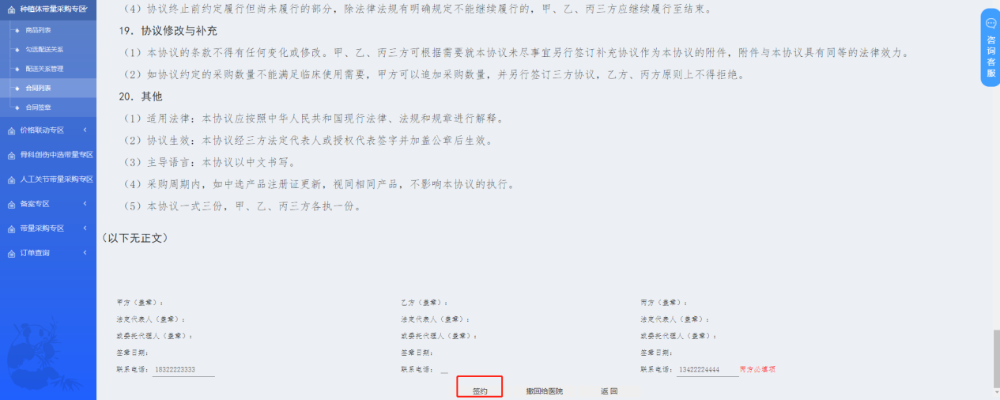 种植体带量采购专区
商品列表
勾选配送关系
配送关系管理
合同列表
合同签章
价格联动专区
骨科创伤中选带量专区
人工关节带量采购专区
备案专区
带量采购专区
订单查询
（4）协议终止前约定履行但尚未履行的部分，除法律法规有明确规定不能继续履行的，甲、乙、丙三方应继续履行至结束。
19．协议修改与补充
（1）本协议的条款不得有任何变化或修改。甲、乙、丙三方可根据需要就本协议未尽事宜另行签订补充协议作为本协议的附件，附件与本协议具有同等的法律效力。
（2）如协议约定的采购数量不能满足临床使用需要，甲方可以追加采购数量，并另行签订三方协议，乙方、丙方原则上不得拒绝。
20．其他
（1）适用法律：本协议应按照中华人民共和国现行法律、法规和规章进行解释。
（2）协议生效：本协议经三方法定代表人或授权代表签字并加盖公章后生效。
（3）主导语言：本协议以中文书写。
（4）采购周期内，如中选产品注册证更新，视同相同产品，不影响本协议的执行。
（5）本协议一式三份，甲、乙、丙三方各执一份。
（以下无正文）
甲方（盖章）： 乙方（盖章）： 丙方（盖章）：
法定代表人（盖章）： 法定代表人（盖章）： 法定代表人（盖章）：
或委托代理人（盖章）： 或委托代理人（盖章）： 或委托代理人（盖章）：
签章日期： 签章日期： 签章日期：
联系电话：18322223333 联系电话： 联系电话：13422224444 丙方必填项
签约 撤回给医院 返回
咨询客服